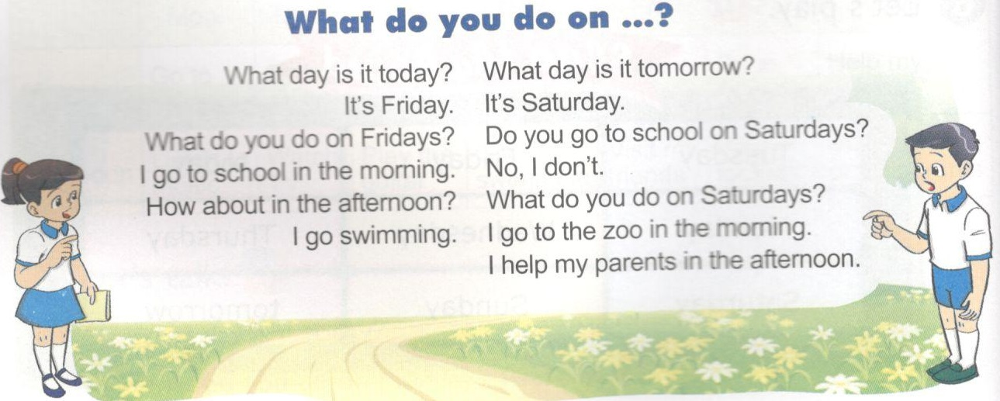 What do you do on ...?
What day is it today?
It's Friday.
What do you do on Fridays?
I go to school in the morning.
How about in the afternoon?
I go swimming.
What day is it tomorrow?
It's Saturday.
Do you go to school on Saturdays?
No, I don't.
What do you do on Saturdays?
I go to the zoo in the morning.
I help my parents in the afternoon.